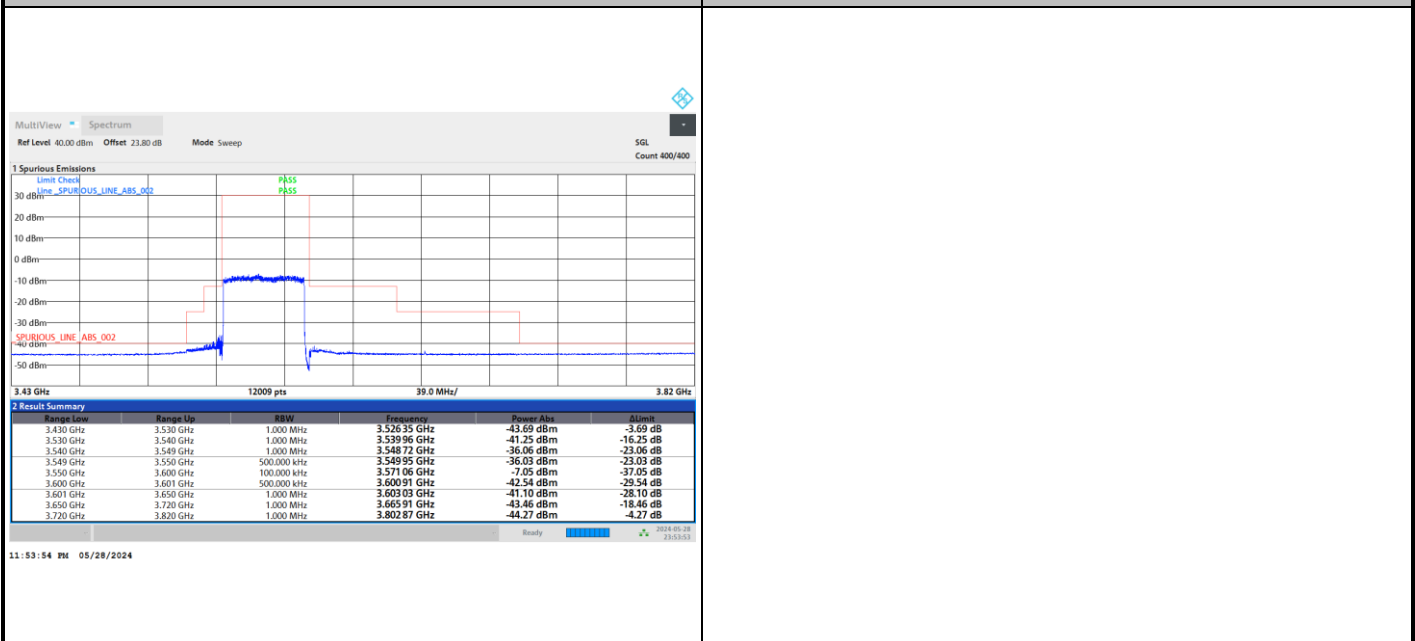 MultiView Spectrum
Ref Level 40.00 dBm Offset 23.80 dB Mode Sweep SGL
Count 400/400
1 Spurious Emissions
Limit Check PASS
Line _SPURIOUS_LINE_ABS_002 PASS
30 dBm
20 dBm
10 dBm
0 dBm
-10 dBm
-20 dBm
-30 dBm
SPURIOUS_LINE_ABS_002
-40 dBm
-50 dBm
3.43 GHz 12009 pts 39.0 MHz/ 3.82 GHz
2 Result Summary
Range Low Range Up RBW Frequency Power Abs ΔLimit
3.430 GHz 3.530 GHz 1.000 MHz 3.526 35 GHz -43.69 dBm -3.69 dB
3.530 GHz 3.540 GHz 1.000 MHz 3.539 96 GHz -41.25 dBm -16.25 dB
3.540 GHz 3.549 GHz 1.000 MHz 3.548 72 GHz -36.06 dBm -23.06 dB
3.549 GHz 3.550 GHz 500.000 kHz 3.549 95 GHz -36.03 dBm -23.03 dB
3.550 GHz 3.600 GHz 100.000 kHz 3.571 06 GHz -7.05 dBm -37.05 dB
3.600 GHz 3.601 GHz 500.000 kHz 3.600 91 GHz -42.54 dBm -29.54 dB
3.601 GHz 3.650 GHz 1.000 MHz 3.603 03 GHz -41.10 dBm -28.10 dB
3.650 GHz 3.720 GHz 1.000 MHz 3.665 91 GHz -43.46 dBm -18.46 dB
3.720 GHz 3.820 GHz 1.000 MHz 3.802 87 GHz -44.27 dBm -4.27 dB
Ready 2024-05-28
23:53:53
11:53:54 PM 05/28/2024